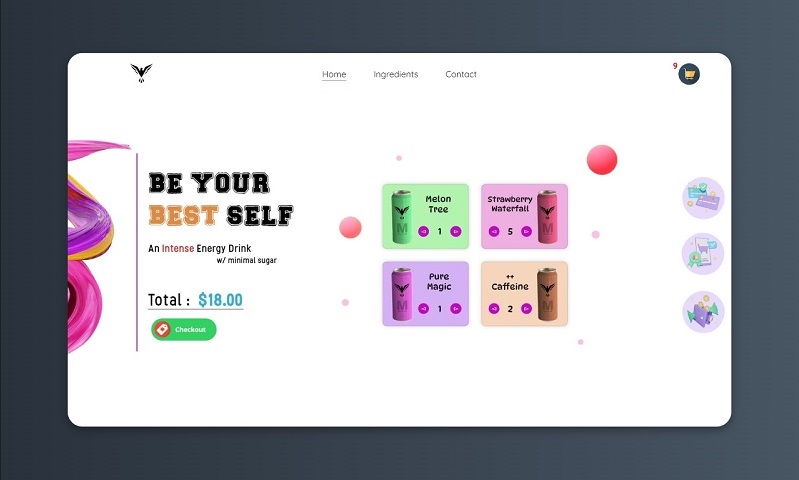 Home
Ingredients
Contact
9
BE YOUR
BEST SELF
An Intense Energy Drink
w/ minimal sugar
Total : $18.00
Checkout
Melon
Tree
1
M
Strawberry
Waterfall
5
M
Pure
Magic
1
M
++
Caffeine
2
M